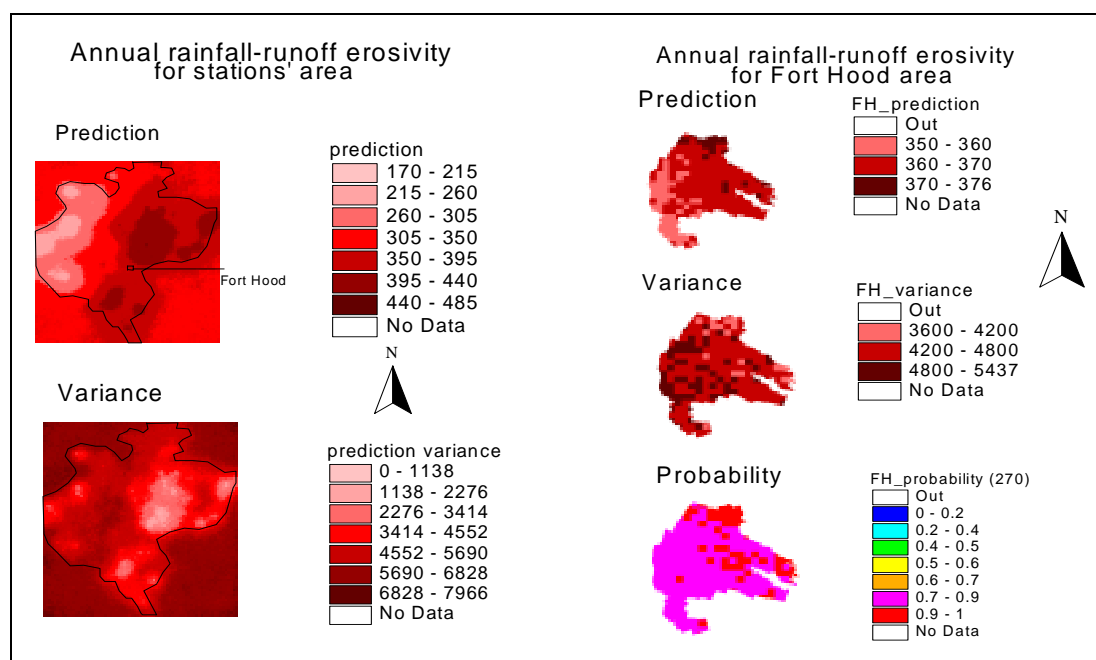 Annual rainfall-runoff erosivity
for stations' area
Prediction
prediction
170 - 215
215 - 260
260 - 305
305 - 350
350 - 395
395 - 440
440 - 485
No Data
Fort Hood
N
Variance
prediction variance
0 - 1138
1138 - 2276
2276 - 3414
3414 - 4552
4552 - 5690
5690 - 6828
6828 - 7966
No Data
Annual rainfall-runoff erosivity
for Fort Hood area
Prediction
FH_prediction
Out
350 - 360
360 - 370
370 - 376
No Data
N
Variance
FH_variance
Out
3600 - 4200
4200 - 4800
4800 - 5437
No Data
Probability
FH_probability (270)
Out
0 - 0.2
0.2 - 0.4
0.4 - 0.5
0.5 - 0.6
0.6 - 0.7
0.7 - 0.9
0.9 - 1
No Data